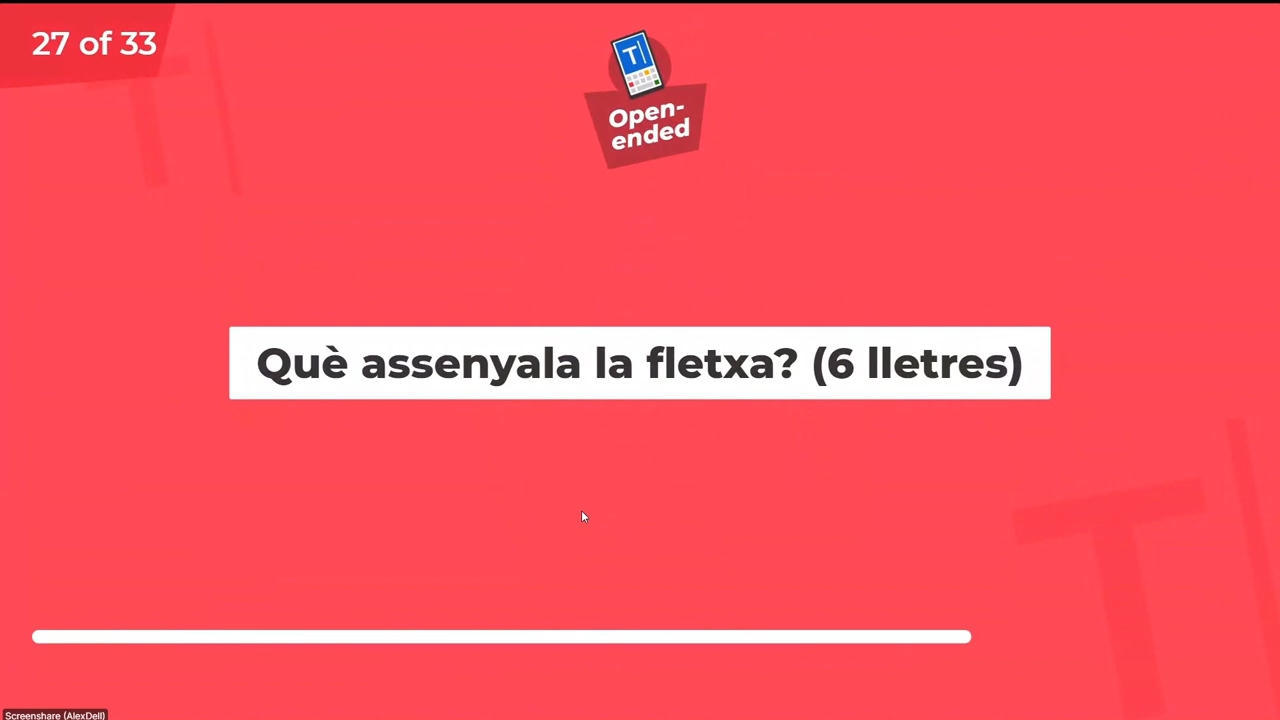 27 of 33
T
Open-
ended
Què assenyala la fletxa? (6 lletres)
Screenshare (AlexDell)